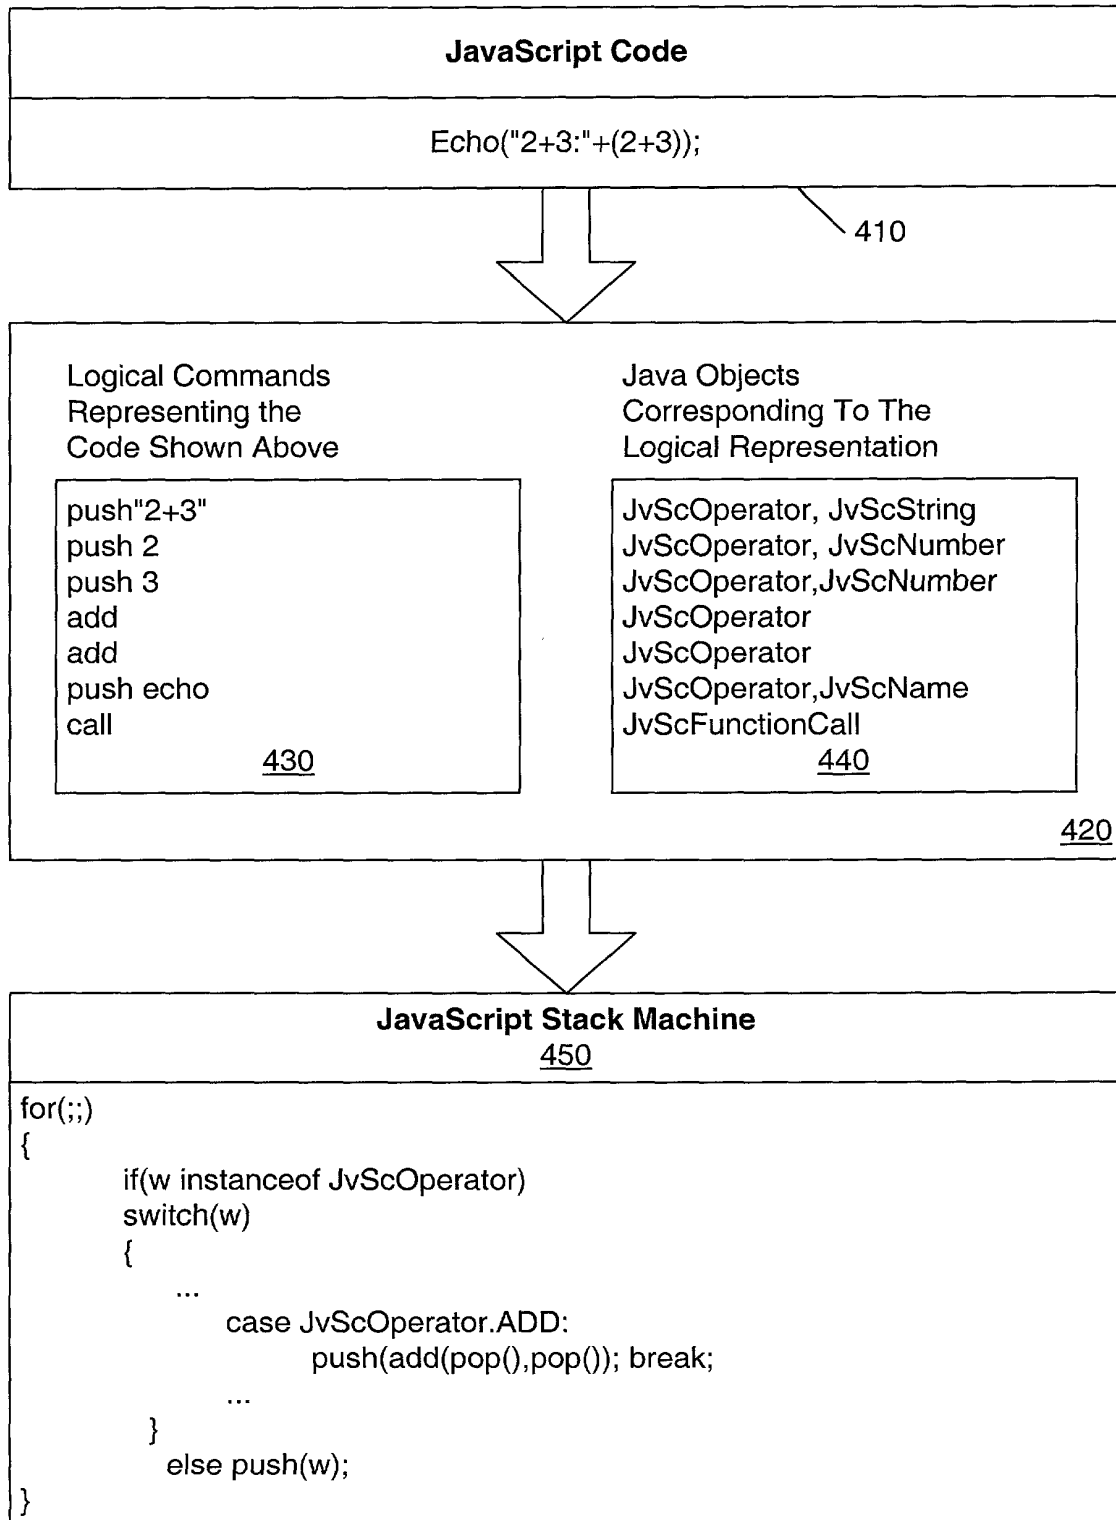 JavaScript Code
Echo("2+3:"+(2+3));
410
Logical Commands
Representing the
Code Shown Above
push"2+3"
push 2
push 3
add
add
push echo
call
430
Java Objects
Corresponding To The
Logical Representation
JvScOperator, JvScString
JvScOperator, JvScNumber
JvScOperator,JvScNumber
JvScOperator
JvScOperator
JvScOperator,JvScName
JvScFunctionCall
440
420
JavaScript Stack Machine
450
for(;;)
{
if(w instanceof JvScOperator)
switch(w)
{
...
case JvScOperator.ADD:
push(add(pop(),pop()); break;
...
}
else push(w);
}